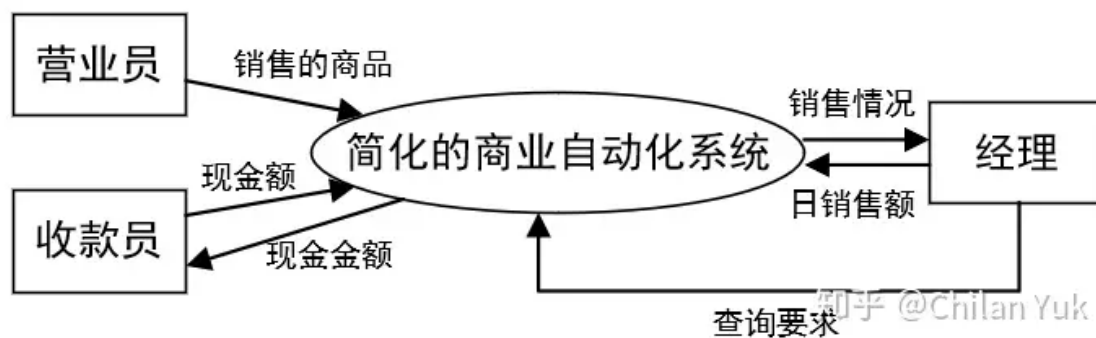 营业员
销售的商品
简化的商业自动化系统
销售情况
经理
日销售额
现金额
收款员
现金金额
查询要求
知乎 @Chilan Yuk